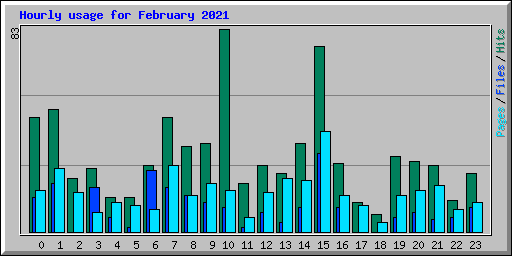 Hourly usage for February 2021
83
Pages / Files / Hits
0 1 2 3 4 5 6 7 8 9 10 11 12 13 14 15 16 17 18 19 20 21 22 23